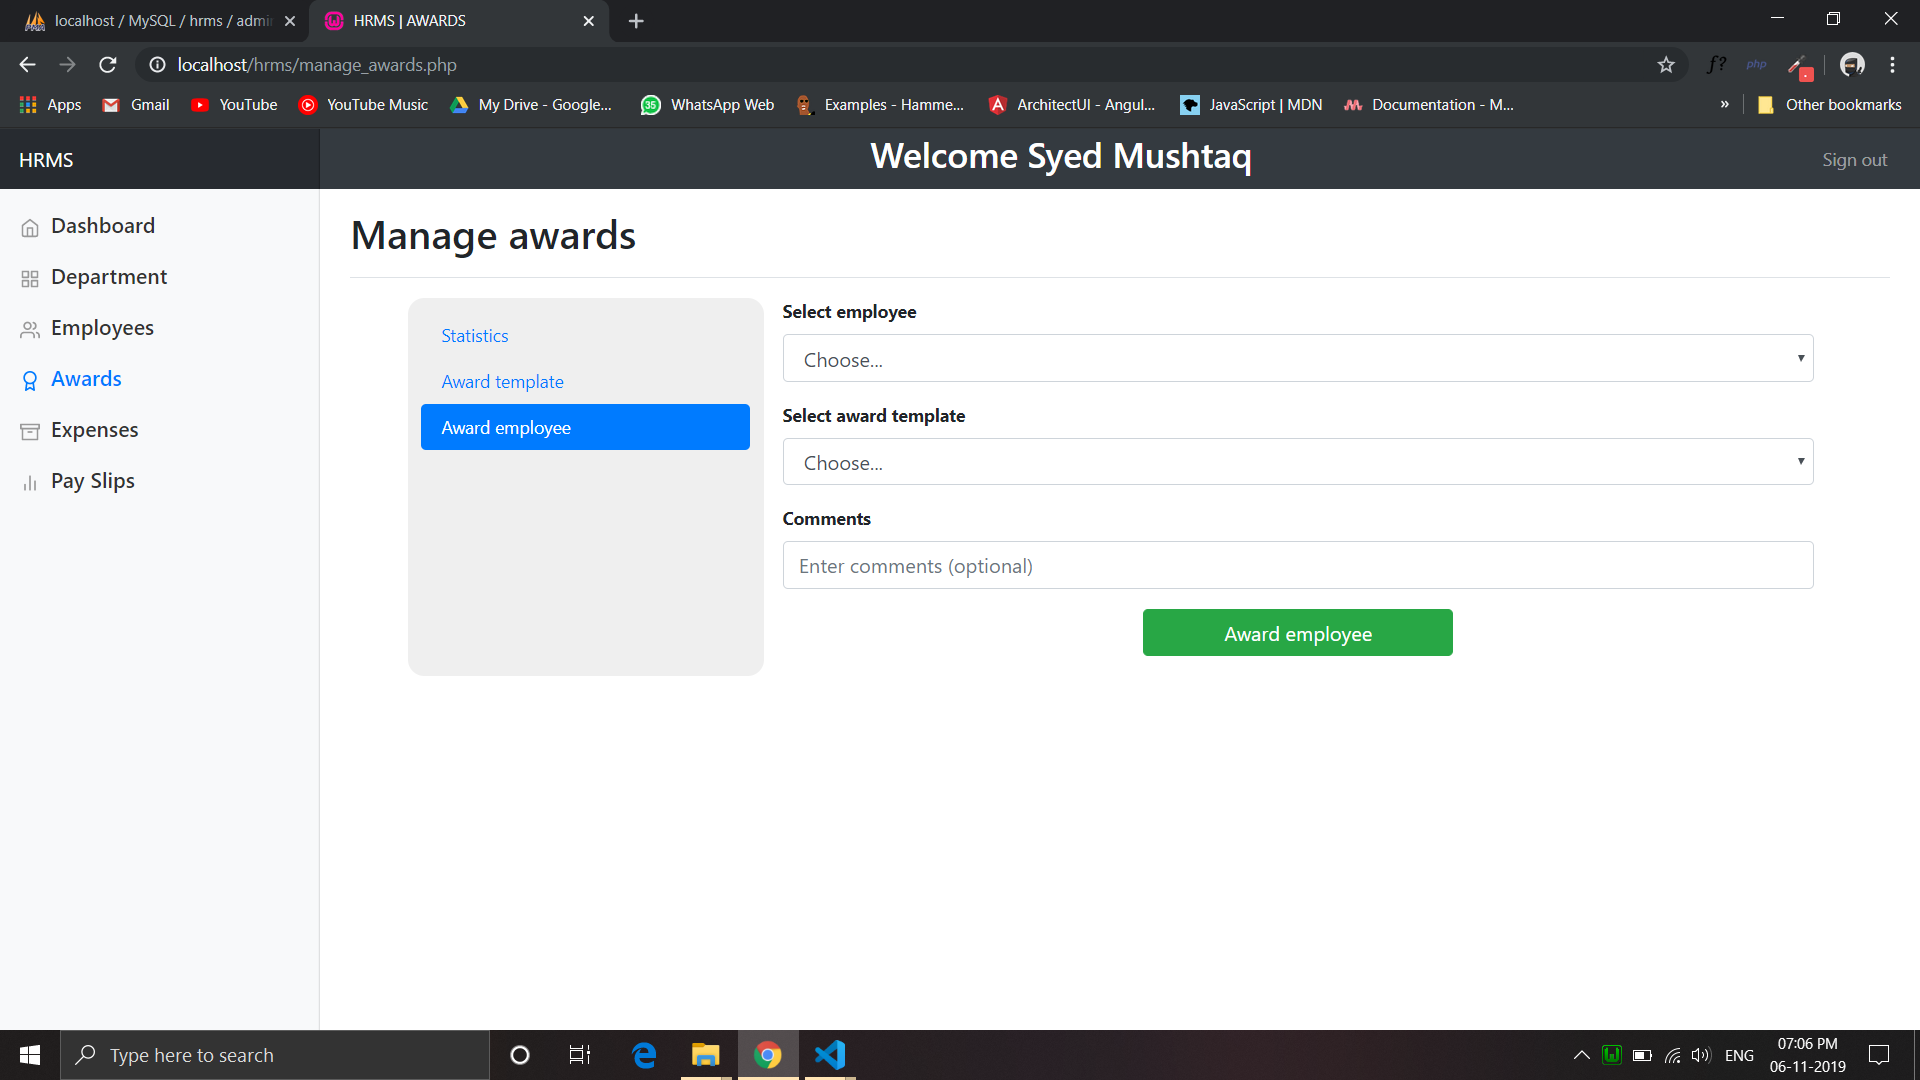 localhost / MySQL / hrms / admin
HRMS | AWARDS
localhost/hrms/manage_awards.php
f?
php
Apps
Gmail
YouTube
YouTube Music
My Drive - Google...
35
WhatsApp Web
Examples - Hamme...
ArchitectUI - Angul...
JavaScript | MDN
Documentation - M...
»
Other bookmarks
HRMS
Welcome Syed Mushtaq
Sign out
Dashboard
Department
Employees
Awards
Expenses
Pay Slips
Manage awards
Statistics
Award template
Award employee
Select employee
Choose...
Select award template
Choose...
Comments
Enter comments (optional)
Award employee
Type here to search
ENG
07:06 PM
06-11-2019